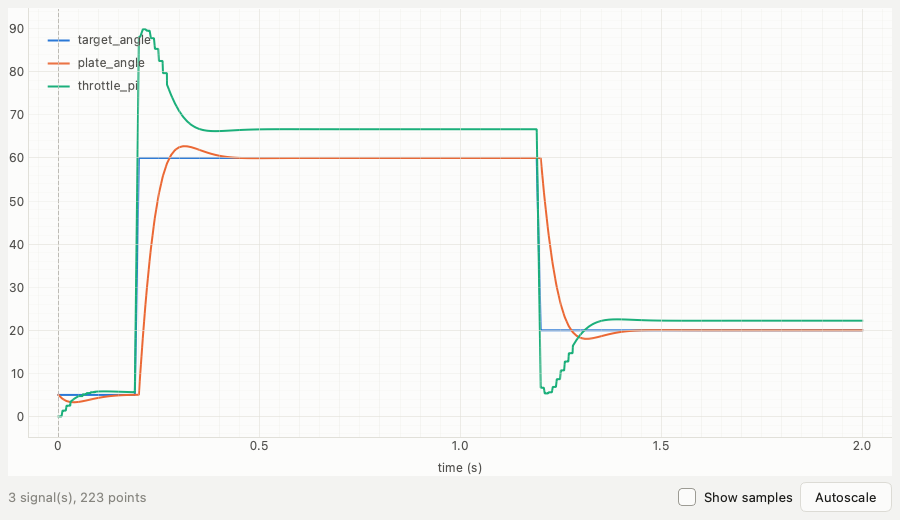 90
80
70
60
50
40
30
20
10
0
target_angle
plate_angle
throttle_pi
0 0.5 1.0 1.5 2.0
time (s)
3 signal(s), 223 points
Show samples
Autoscale